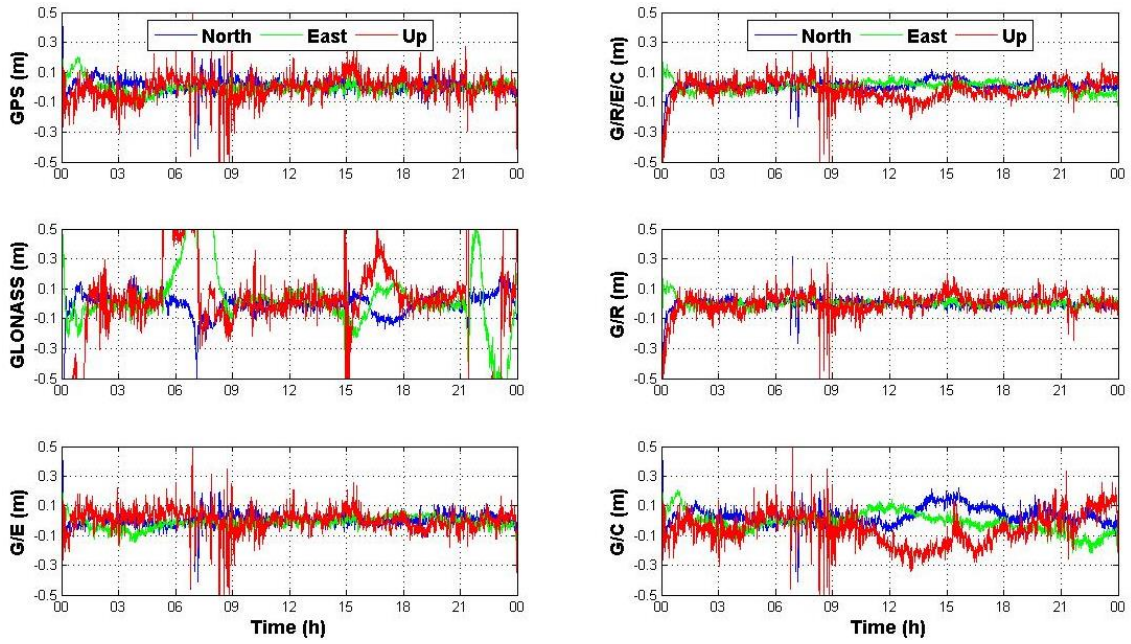 0.5 0.3 0.1 -0.1 -0.3 -0.5
GPS (m)
North East Up
00 03 06 09 12 15 18 21 00
0.5 0.3 0.1 -0.1 -0.3 -0.5
G/R/E/C (m)
North East Up
00 03 06 09 12 15 18 21 00
0.5 0.3 0.1 -0.1 -0.3 -0.5
GLONASS (m)
00 03 06 09 12 15 18 21 00
0.5 0.3 0.1 -0.1 -0.3 -0.5
G/R (m)
00 03 06 09 12 15 18 21 00
0.5 0.3 0.1 -0.1 -0.3 -0.5
G/E (m)
00 03 06 09 12 15 18 21 00
Time (h)
0.5 0.3 0.1 -0.1 -0.3 -0.5
G/C (m)
00 03 06 09 12 15 18 21 00
Time (h)